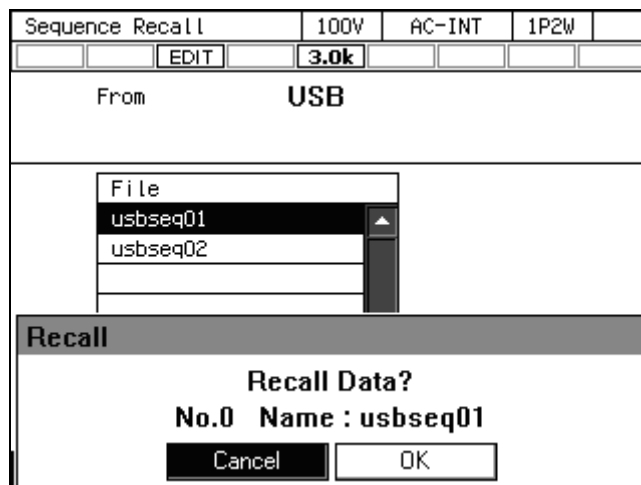 Sequence Recall 100V AC-INT 1P2W
EDIT 3.0k
From USB
File
usbseq01
usbseq02
Recall
Recall Data?
No.0 Name : usbseq01
Cancel OK